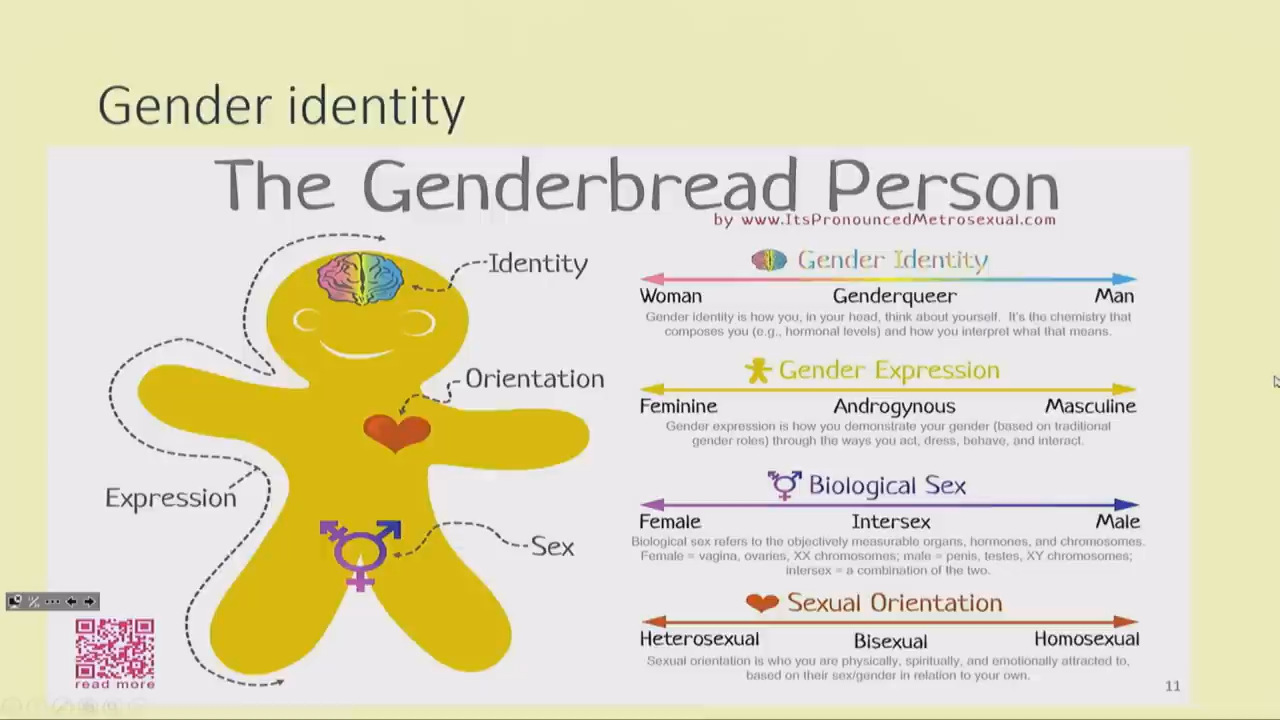 Gender identity
The Genderbread Person
by www.ItsPronouncedMetrosexual.com
Identity
Orientation
Expression
Sex
Gender Identity
Woman Genderqueer Man
Gender identity is how you, in your head, think about yourself. It's the chemistry that
composes you (e.g., hormonal levels) and how you interpret what that means.
Gender Expression
Feminine Androgynous Masculine
Gender expression is how you demonstrate your gender (based on traditional
gender roles) through the ways you act, dress, behave, and interact.
Biological Sex
Female Intersex Male
Biological sex refers to the objectively measurable organs, hormones, and chromosomes.
Female = vagina, ovaries, XX chromosomes; male = penis, testes, XY chromosomes;
intersex = a combination of the two.
Sexual Orientation
Heterosexual Bisexual Homosexual
Sexual orientation is who you are physically, spiritually, and emotionally attracted to,
based on their sex/gender in relation to your own.
read more
11